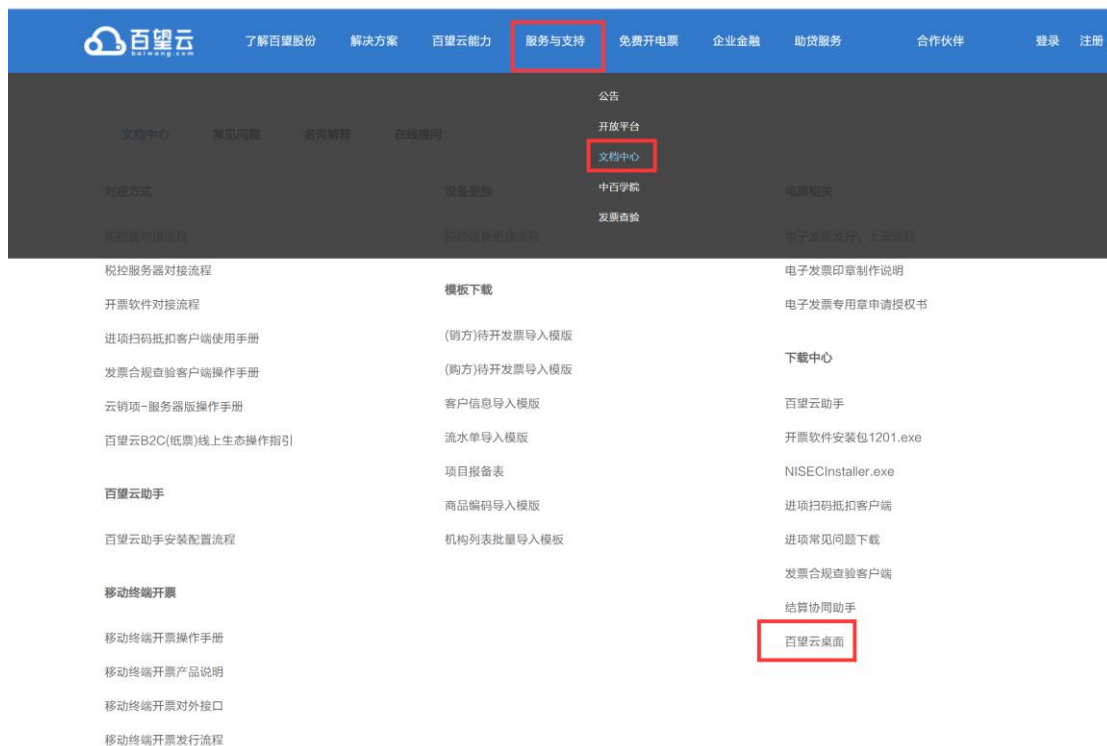 百望云
baiwang.com
了解百望股份 解决方案 百望云能力 服务与支持 免费开电票 企业金融 助贷服务 合作伙伴 登录 注册
公告
开放平台
文档中心
中百学院
发票查验
文档中心 常见问题 名词解释 在线提问
对接方式
税控服务器对接流程
开票软件对接流程
进项扫码抵扣客户端使用手册
发票合规查验客户端操作手册
云销项-服务器版操作手册
百望云B2C(纸票)线上生态操作指引
百望云助手
百望云助手安装配置流程
移动终端开票
移动终端开票操作手册
移动终端开票产品说明
移动终端开票对外接口
移动终端开票发行流程
设备更换
税控设备更换流程
模板下载
(销方)待开发票导入模版
(购方)待开发票导入模版
客户信息导入模版
流水单导入模版
项目报备表
商品编码导入模版
机构列表批量导入模板
电票相关
电子发票发行、上云流程
电子发票印章制作说明
电子发票专用章申请授权书
下载中心
百望云助手
开票软件安装包1201.exe
NISECInstaller.exe
进项扫码抵扣客户端
进项常见问题下载
发票合规查验客户端
结算协同助手
百望云桌面